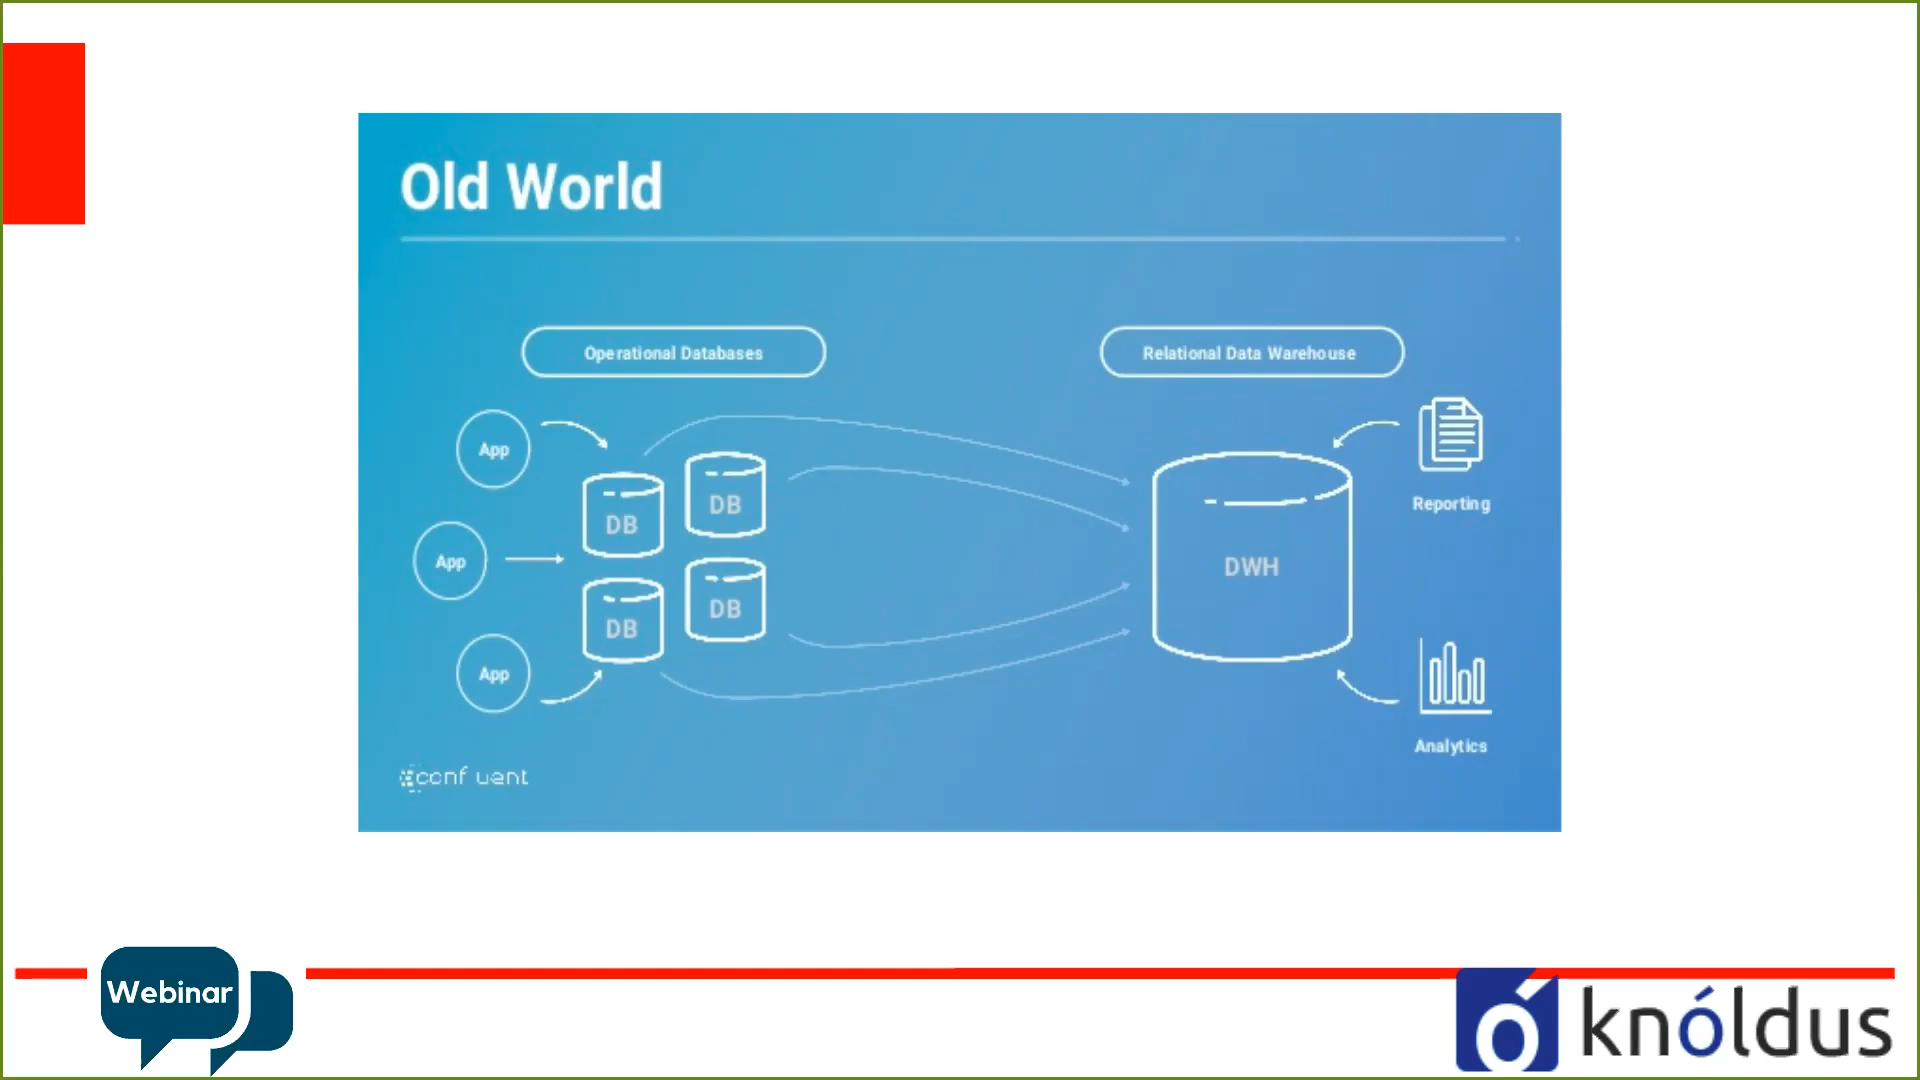 Old World
Operational Databases
Relational Data Warehouse
App
App
App
DB
DB
DB
DB
DWH
Reporting
Analytics
confluent
Webinar
knóldus